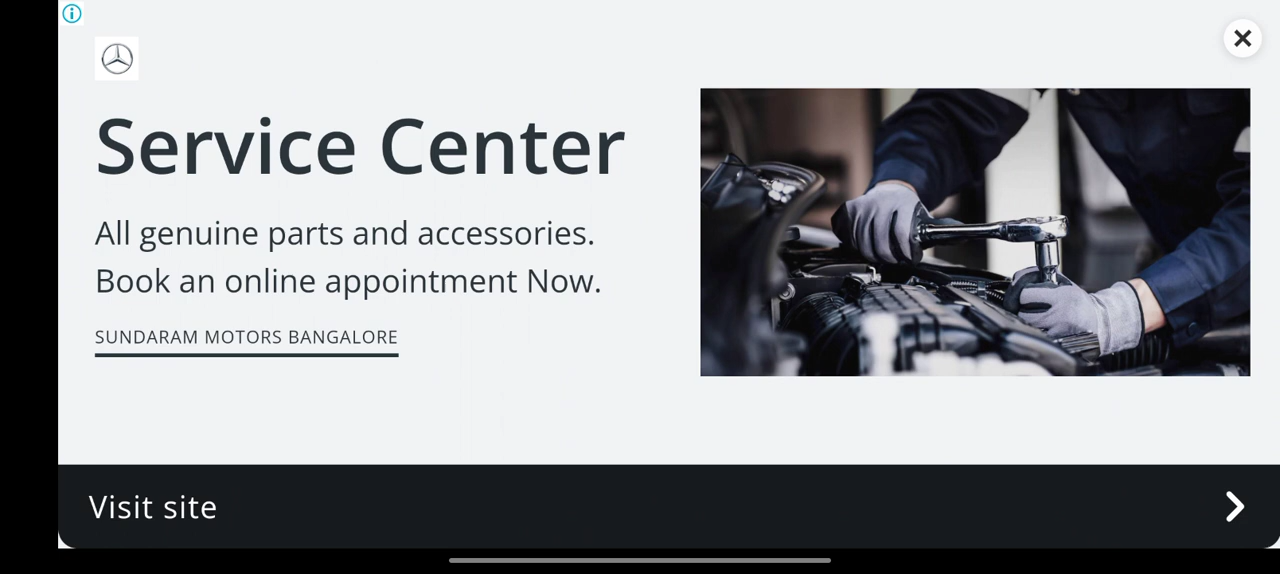 Service Center
All genuine parts and accessories.
Book an online appointment Now.
SUNDARAM MOTORS BANGALORE
Visit site